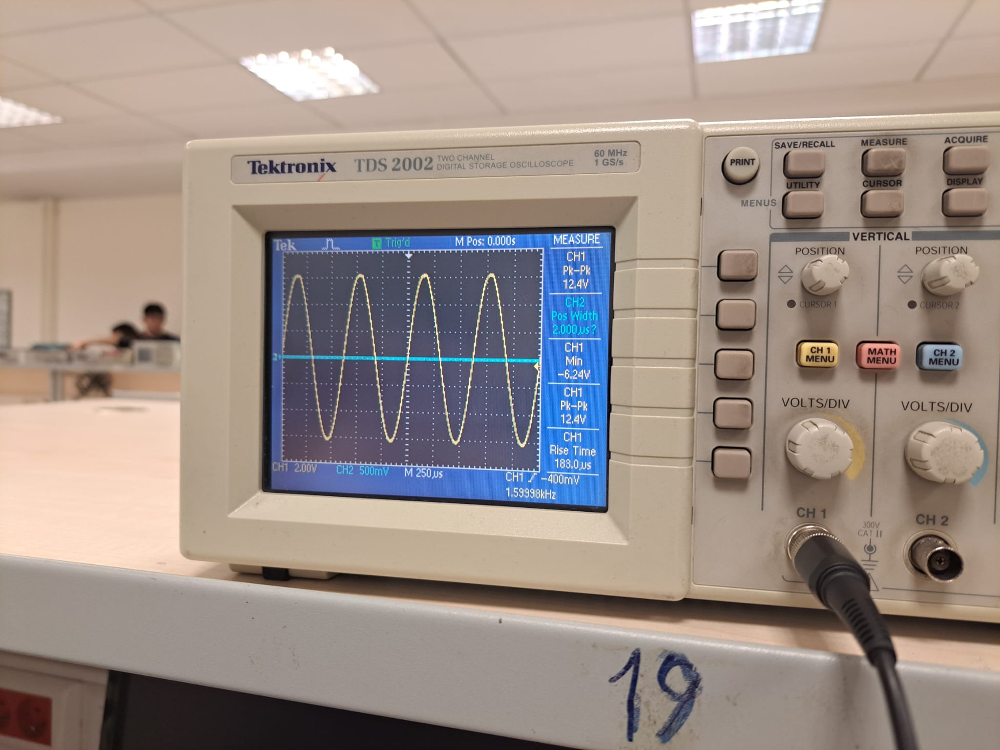 Tektronix TDS 2002 TWO CHANNEL
DIGITAL STORAGE OSCILLOSCOPE
60 MHz
1 GS/s
Tek
T Trig'd
M Pos: 0.000s
MEASURE
CH1
Pk-Pk
12.4V
CH2
Pos Width
2.000µs?
CH1
Min
-6.24V
CH1
Pk-Pk
12.4V
CH1
Rise Time
183.0µs
CH1 2.00V
CH2 500mV
M 250µs
CH1 -400mV
1.59998kHz
PRINT
SAVE/RECALL
MEASURE
ACQUIRE
UTILITY
CURSOR
DISPLAY
MENUS
VERTICAL
POSITION
POSITION
CURSOR 1
CURSOR 2
CH 1
MENU
MATH
MENU
CH 2
MENU
VOLTS/DIV
VOLTS/DIV
CH 1
300V
CAT II
CH 2
19